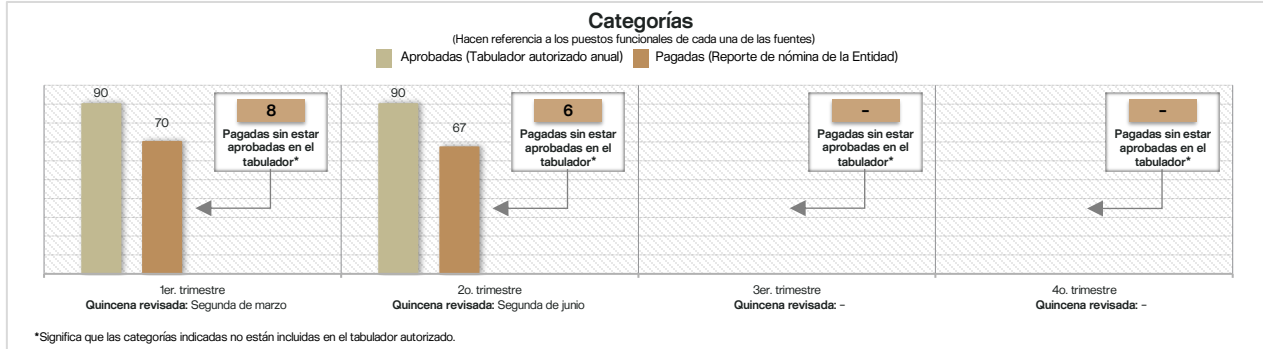 Categorías
(Hacen referencia a los puestos funcionales de cada una de las fuentes)
Aprobadas (Tabulador autorizado anual) Pagadas (Reporte de nómina de la Entidad)
90
70
8
Pagadas sin estar
aprobadas en el
tabulador*
90
67
6
Pagadas sin estar
aprobadas en el
tabulador*
–
Pagadas sin estar
aprobadas en el
tabulador*
–
Pagadas sin estar
aprobadas en el
tabulador*
1er. trimestre
Quincena revisada: Segunda de marzo
2o. trimestre
Quincena revisada: Segunda de junio
3er. trimestre
Quincena revisada: –
4o. trimestre
Quincena revisada: –
*Significa que las categorías indicadas no están incluidas en el tabulador autorizado.